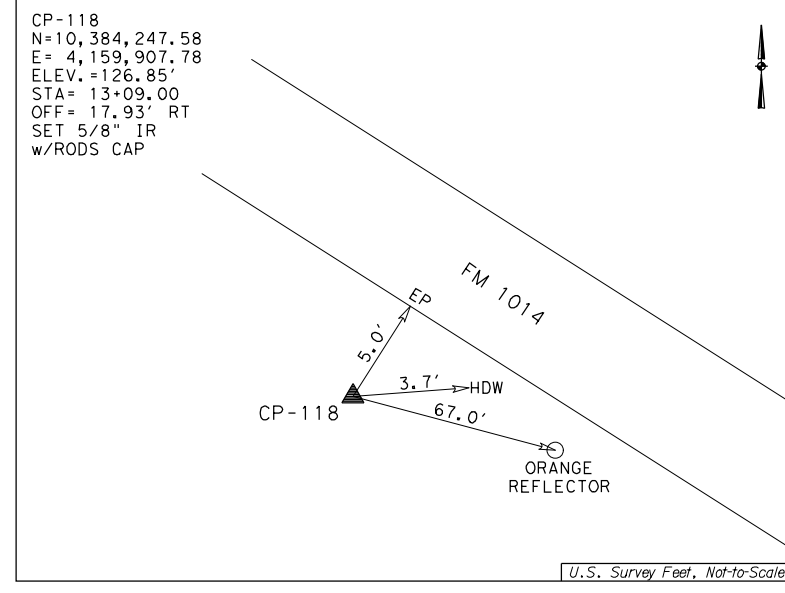 CP-118
N=10,384,247.58
E= 4,159,907.78
ELEV.=126.85'
STA= 13+09.00
OFF= 17.93' RT
SET 5/8" IR
w/RODS CAP
FM 1014
EP
5.0'
3.7'
HDW
67.0'
CP-118
ORANGE
REFLECTOR
U.S. Survey Feet, Not-to-Scale